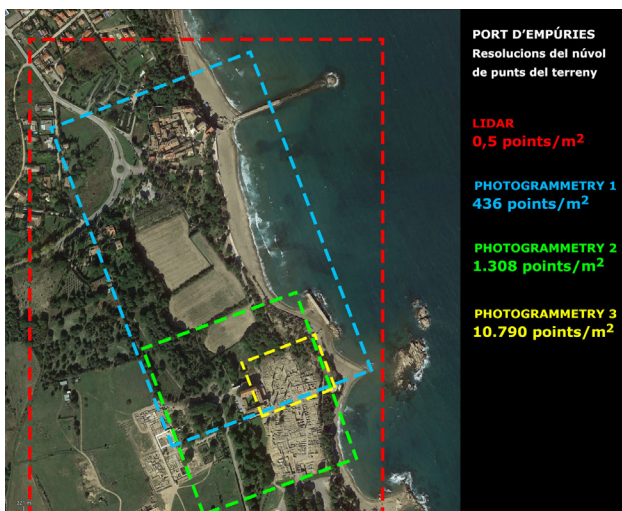 PORT D'EMPÚRIES
Resolucions del núvol
de punts del terreny
LIDAR
0,5 points/m²
PHOTOGRAMMETRY 1
436 points/m²
PHOTOGRAMMETRY 2
1.308 points/m²
PHOTOGRAMMETRY 3
10.790 points/m²